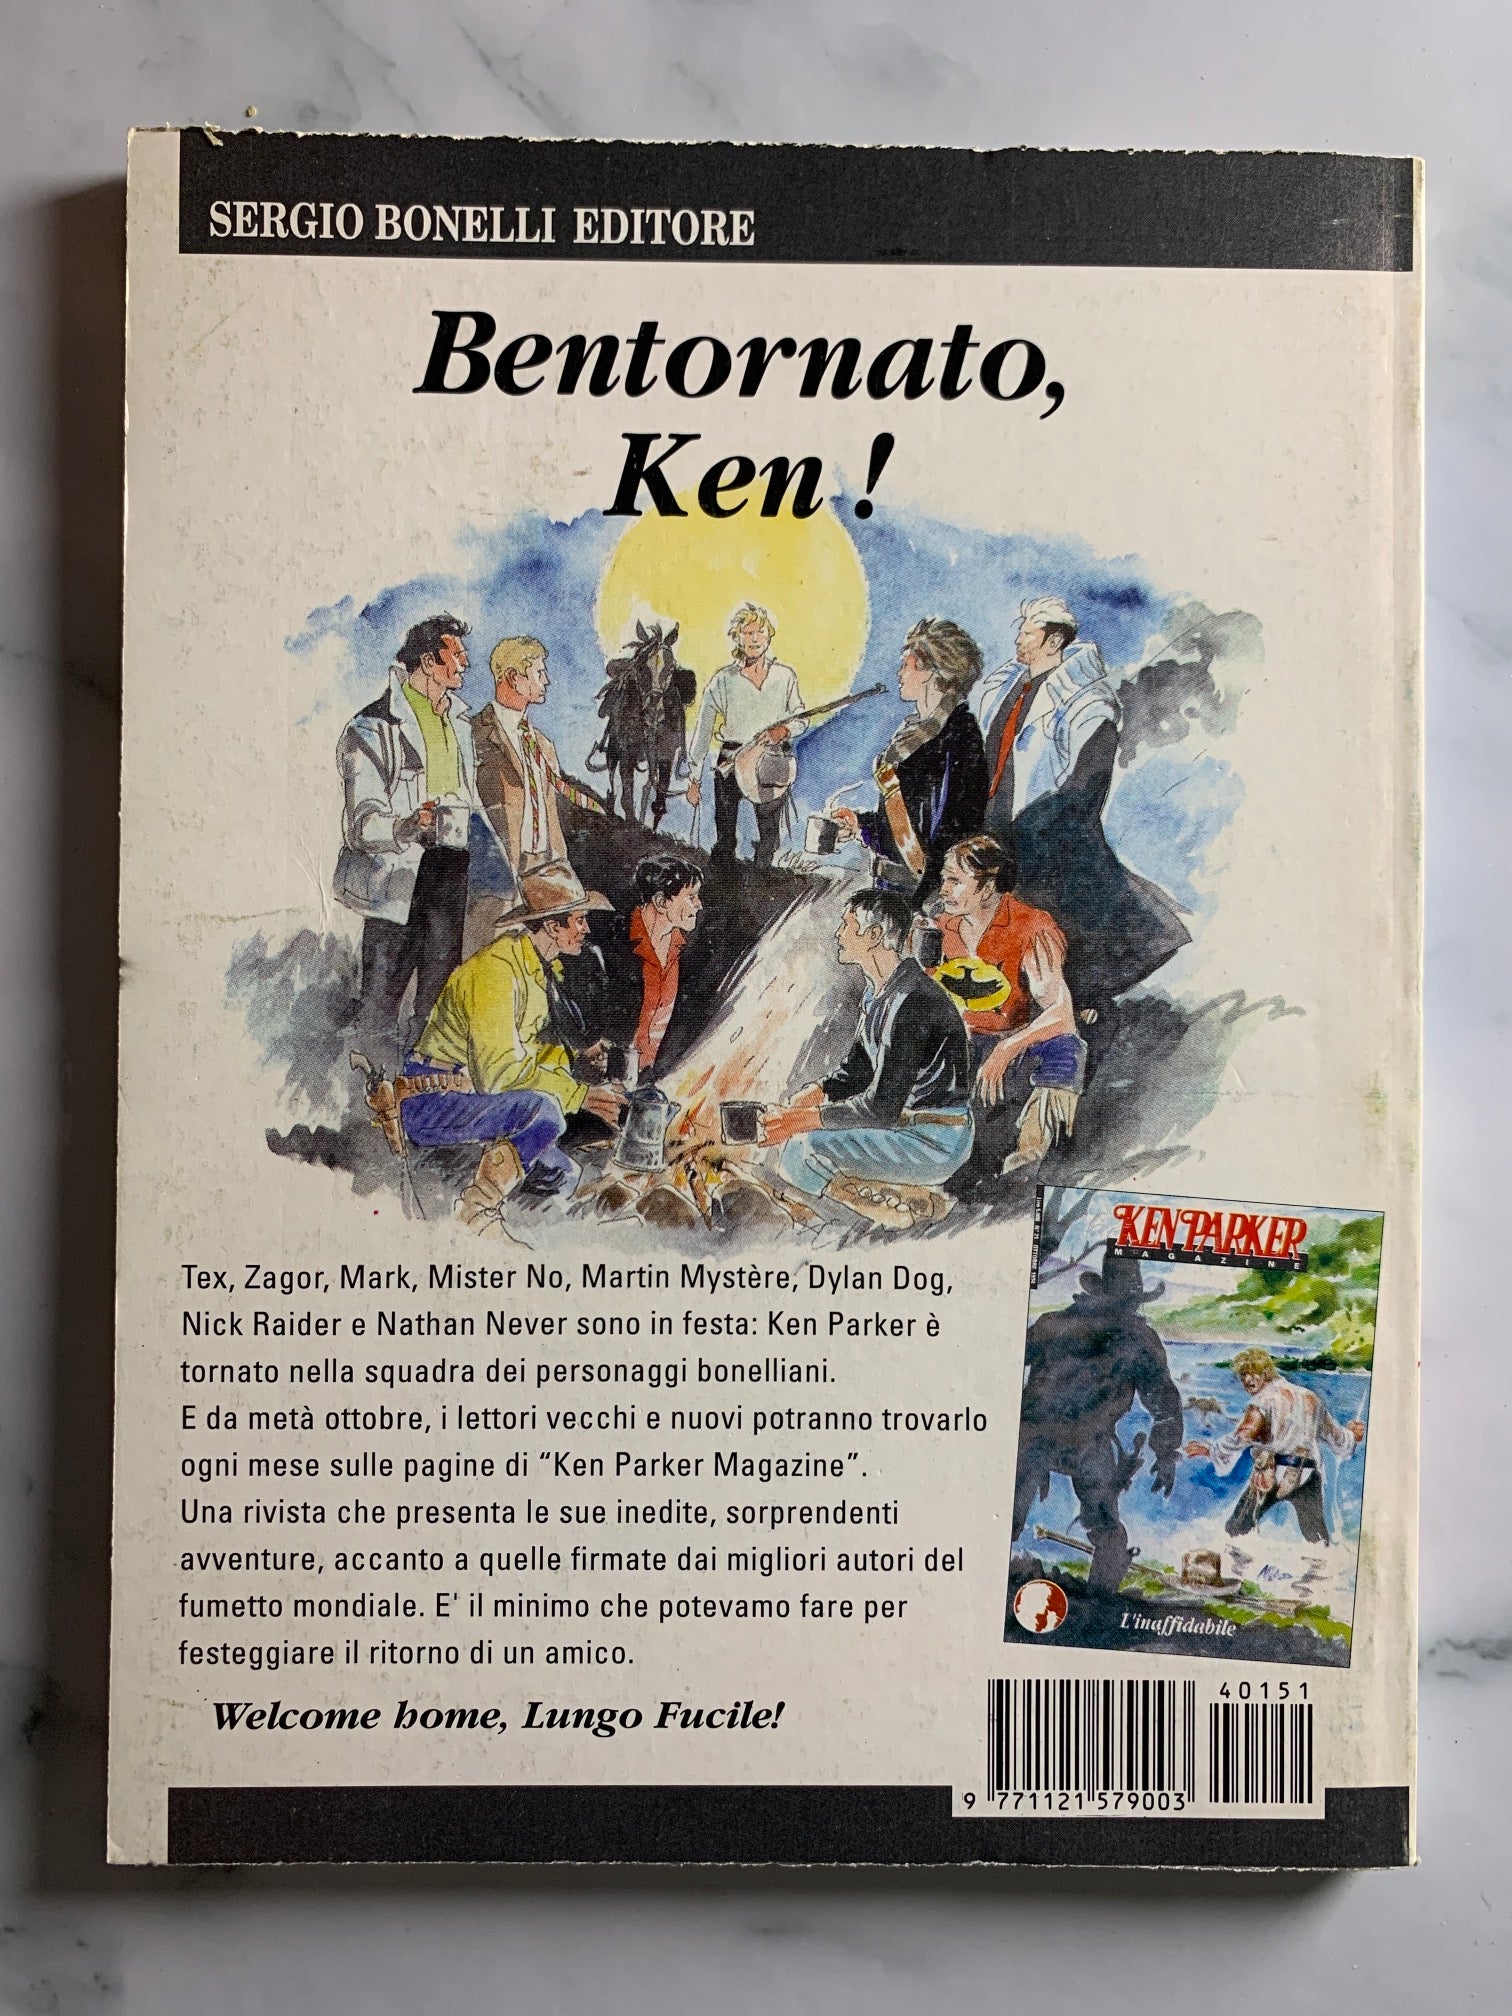 SERGIO BONELLI EDITORE
Bentornato,
Ken !
Tex, Zagor, Mark, Mister No, Martin Mystère, Dylan Dog,
Nick Raider e Nathan Never sono in festa: Ken Parker è
tornato nella squadra dei personaggi bonelliani.
E da metà ottobre, i lettori vecchi e nuovi potranno trovarlo
ogni mese sulle pagine di “Ken Parker Magazine”.
Una rivista che presenta le sue inedite, sorprendenti
avventure, accanto a quelle firmate dai migliori autori del
fumetto mondiale. E' il minimo che potevamo fare per
festeggiare il ritorno di un amico.
Welcome home, Lungo Fucile!
KEN PARKER
MAGAZINE
L'inaffidabile
40151
9 771121 579003